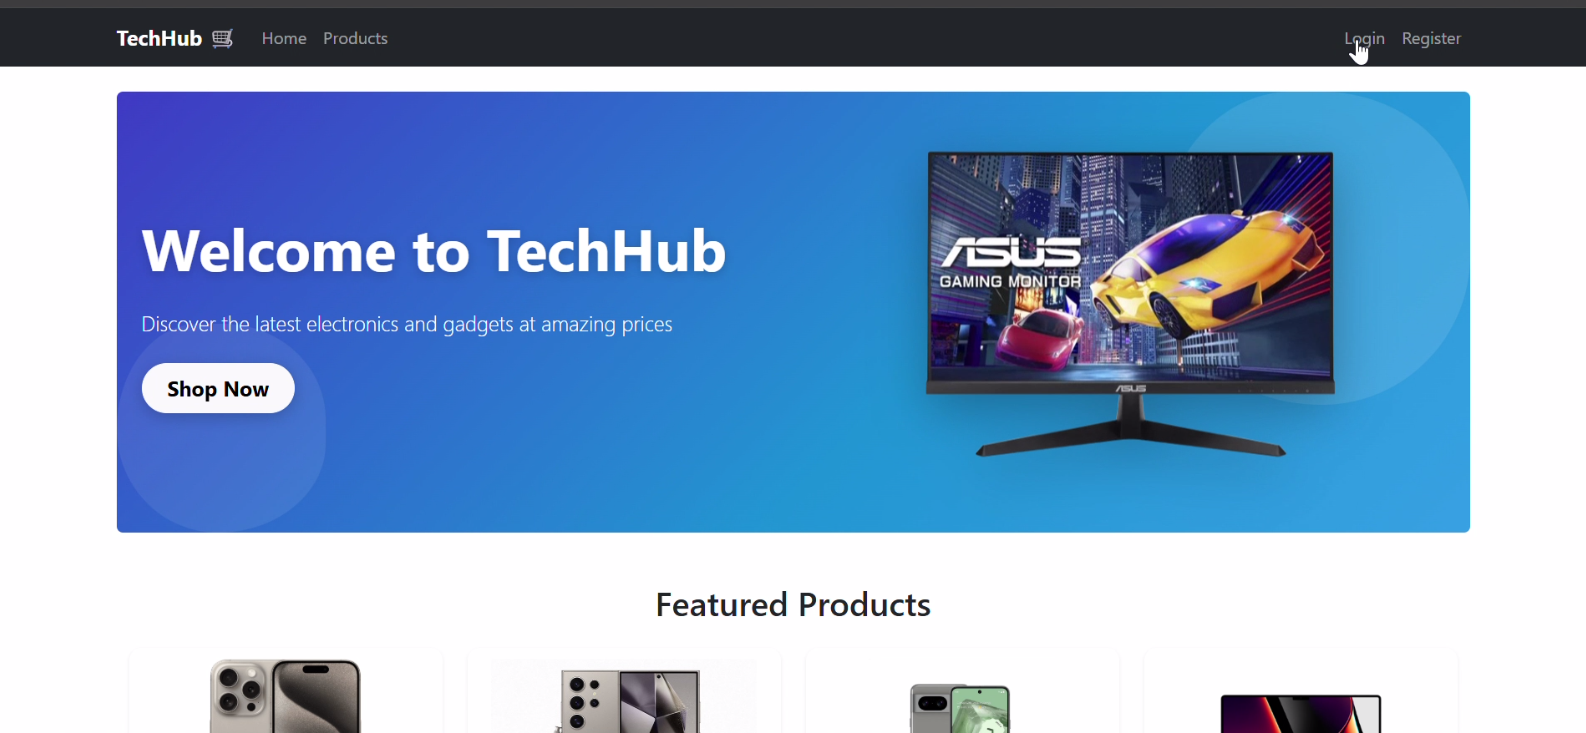 TechHub Home Products Login Register
Welcome to TechHub
Discover the latest electronics and gadgets at amazing prices
Shop Now
ASUS
GAMING MONITOR
ASUS
Featured Products